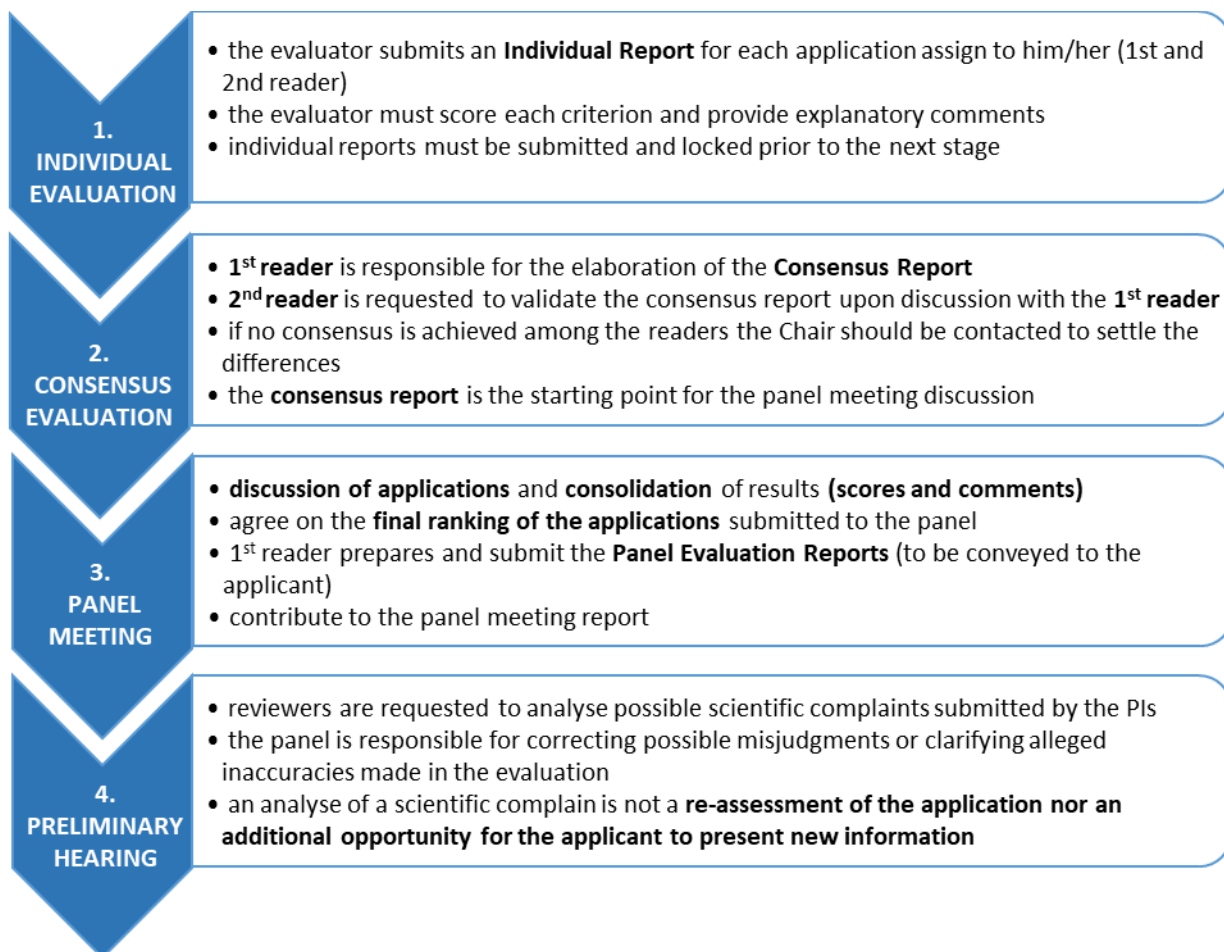 1.
INDIVIDUAL
EVALUATION
• the evaluator submits an Individual Report for each application assign to him/her (1st and
2nd reader)
• the evaluator must score each criterion and provide explanatory comments
• individual reports must be submitted and locked prior to the next stage
2.
CONSENSUS
EVALUATION
• 1st reader is responsible for the elaboration of the Consensus Report
• 2nd reader is requested to validate the consensus report upon discussion with the 1st reader
• if no consensus is achieved among the readers the Chair should be contacted to settle the
differences
• the consensus report is the starting point for the panel meeting discussion
3.
PANEL
MEETING
• discussion of applications and consolidation of results (scores and comments)
• agree on the final ranking of the applications submitted to the panel
• 1st reader prepares and submit the Panel Evaluation Reports (to be conveyed to the
applicant)
• contribute to the panel meeting report
4.
PRELIMINARY
HEARING
• reviewers are requested to analyse possible scientific complaints submitted by the PIs
• the panel is responsible for correcting possible misjudgments or clarifying alleged
inaccuracies made in the evaluation
• an analyse of a scientific complain is not a re-assessment of the application nor an
additional opportunity for the applicant to present new information